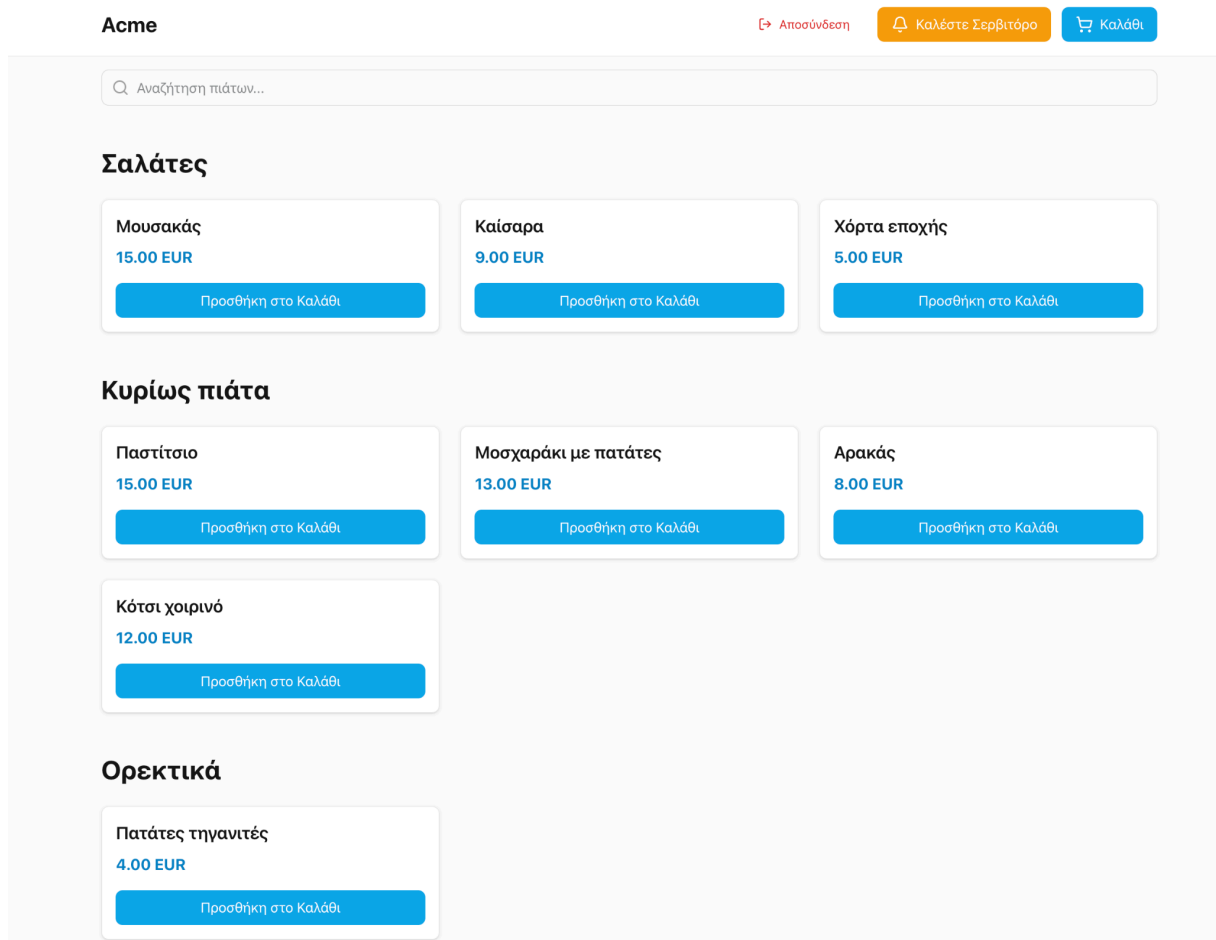 Acme
Αποσύνδεση
Καλέστε Σερβιτόρο
Καλάθι
Αναζήτηση πιάτων...
Σαλάτες
Μουσακάς
15.00 EUR
Προσθήκη στο Καλάθι
Καίσαρα
9.00 EUR
Προσθήκη στο Καλάθι
Χόρτα εποχής
5.00 EUR
Προσθήκη στο Καλάθι
Κυρίως πιάτα
Παστίτσιο
15.00 EUR
Προσθήκη στο Καλάθι
Μοσχαράκι με πατάτες
13.00 EUR
Προσθήκη στο Καλάθι
Αρακάς
8.00 EUR
Προσθήκη στο Καλάθι
Κότσι χοιρινό
12.00 EUR
Προσθήκη στο Καλάθι
Ορεκτικά
Πατάτες τηγανιτές
4.00 EUR
Προσθήκη στο Καλάθι